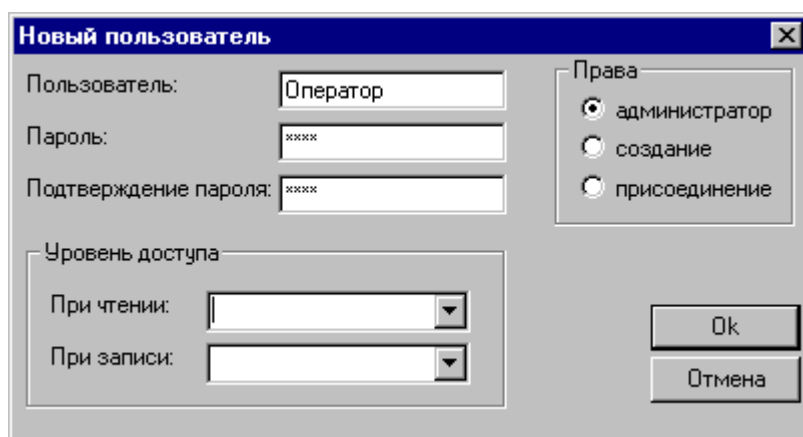 Новый пользователь
Пользователь:
Оператор
Пароль:
****
Подтверждение пароля:
****
Права
администратор
создание
присоединение
Уровень доступа
При чтении:
При записи:
Ok
Отмена